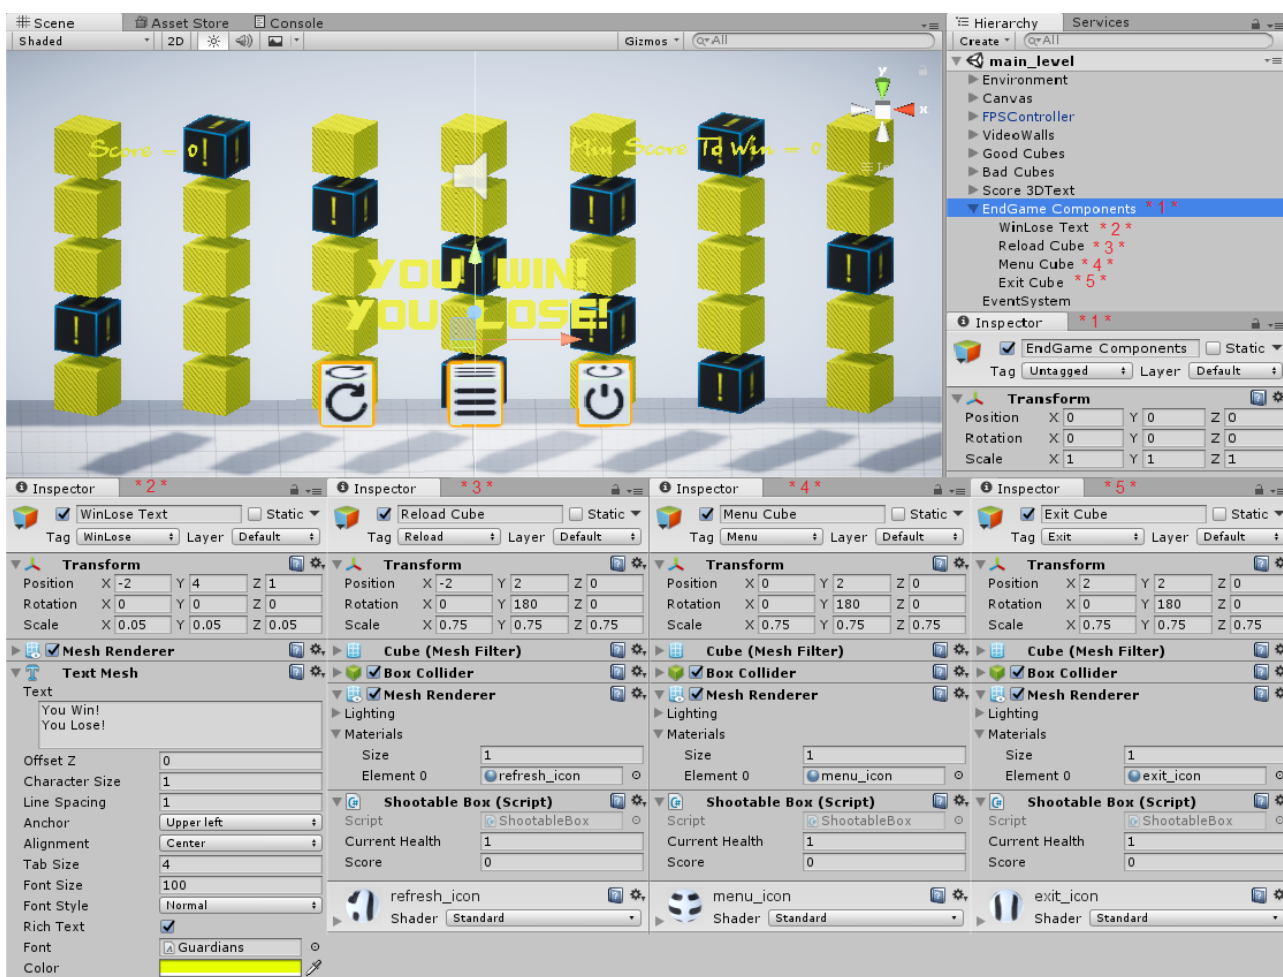 Scene Asset Store Console
Shaded 2D Gizmos All
Score = 0
Min Score To Win = 0
YOU WIN!
YOU LOSE!
y
x
Hierarchy Services
Create All
main_level
Environment
Canvas
FPSController
VideoWalls
Good Cubes
Bad Cubes
Score 3DText
EndGame Components *1*
WinLose Text *2*
Reload Cube *3*
Menu Cube *4*
Exit Cube *5*
EventSystem
Inspector *1*
EndGame Components Static
Tag Untagged Layer Default
Transform
Position X 0 Y 0 Z 0
Rotation X 0 Y 0 Z 0
Scale X 1 Y 1 Z 1
Inspector *2*
WinLose Text Static
Tag WinLose Layer Default
Transform
Position X -2 Y 4 Z 1
Rotation X 0 Y 0 Z 0
Scale X 0.05 Y 0.05 Z 0.05
Mesh Renderer
Text Mesh
Text
You Win!
You Lose!
Offset Z 0
Character Size 1
Line Spacing 1
Anchor Upper left
Alignment Center
Tab Size 4
Font Size 100
Font Style Normal
Rich Text
Font Guardians
Color
Inspector *3*
Reload Cube Static
Tag Reload Layer Default
Transform
Position X -2 Y 2 Z 0
Rotation X 0 Y 180 Z 0
Scale X 0.75 Y 0.75 Z 0.75
Cube (Mesh Filter)
Box Collider
Mesh Renderer
Lighting
Materials
Size 1
Element 0 refresh_icon
Shootable Box (Script)
Script ShootableBox
Current Health 1
Score 0
refresh_icon
Shader Standard
Inspector *4*
Menu Cube Static
Tag Menu Layer Default
Transform
Position X 0 Y 2 Z 0
Rotation X 0 Y 180 Z 0
Scale X 0.75 Y 0.75 Z 0.75
Cube (Mesh Filter)
Box Collider
Mesh Renderer
Lighting
Materials
Size 1
Element 0 menu_icon
Shootable Box (Script)
Script ShootableBox
Current Health 1
Score 0
menu_icon
Shader Standard
Inspector *5*
Exit Cube Static
Tag Exit Layer Default
Transform
Position X 2 Y 2 Z 0
Rotation X 0 Y 180 Z 0
Scale X 0.75 Y 0.75 Z 0.75
Cube (Mesh Filter)
Box Collider
Mesh Renderer
Lighting
Materials
Size 1
Element 0 exit_icon
Shootable Box (Script)
Script ShootableBox
Current Health 1
Score 0
exit_icon
Shader Standard